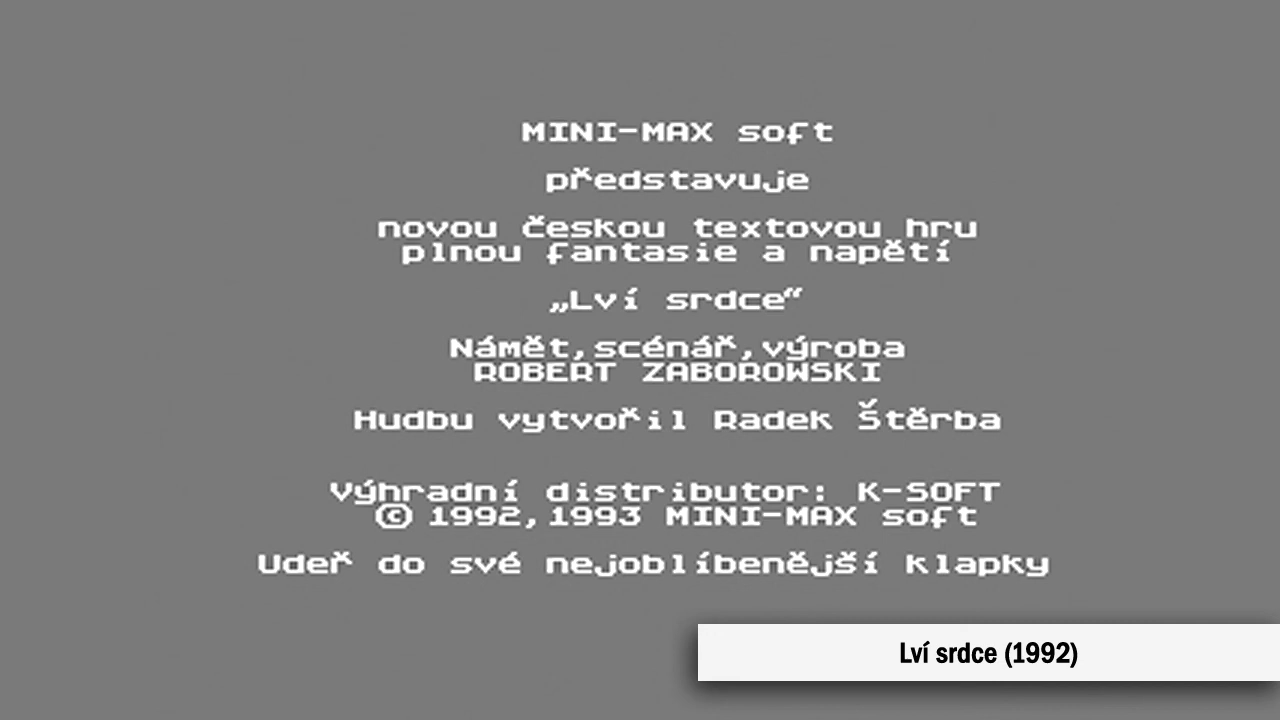 MINI-MAX soft
představuje
novou českou textovou hru
plnou fantasie a napětí
„Lví srdce“
Námět,scénář,výroba
ROBERT ZABOROWSKI
Hudbu vytvořil Radek Štěrba
Výhradní distributor: K-SOFT
© 1992,1993 MINI-MAX soft
Udeř do své nejoblíbenější klapky
Lví srdce (1992)